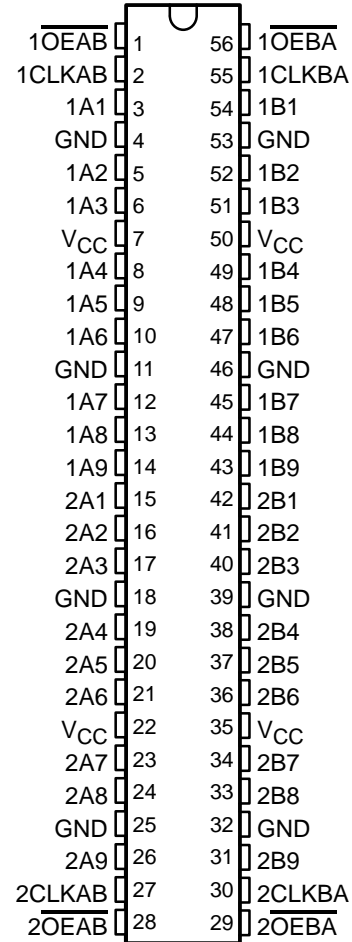 1O̅E̅A̅B̅ 1 56 1O̅E̅B̅A̅
1CLKAB 2 55 1CLKBA
1A1 3 54 1B1
GND 4 53 GND
1A2 5 52 1B2
1A3 6 51 1B3
VCC 7 50 VCC
1A4 8 49 1B4
1A5 9 48 1B5
1A6 10 47 1B6
GND 11 46 GND
1A7 12 45 1B7
1A8 13 44 1B8
1A9 14 43 1B9
2A1 15 42 2B1
2A2 16 41 2B2
2A3 17 40 2B3
GND 18 39 GND
2A4 19 38 2B4
2A5 20 37 2B5
2A6 21 36 2B6
VCC 22 35 VCC
2A7 23 34 2B7
2A8 24 33 2B8
GND 25 32 GND
2A9 26 31 2B9
2CLKAB 27 30 2CLKBA
2O̅E̅A̅B̅ 28 29 2O̅E̅B̅A̅